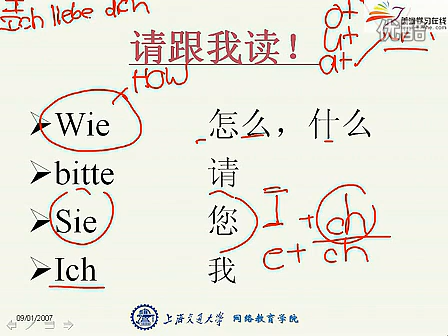 I
Ich liebe dich
o+
u+
a+
请跟我读！
HOW
Wie 怎么，什么
bitte 请
Sie 您
Ich 我
I + ch
e + ch
09/01/2007
上海交通大学 网络教育学院